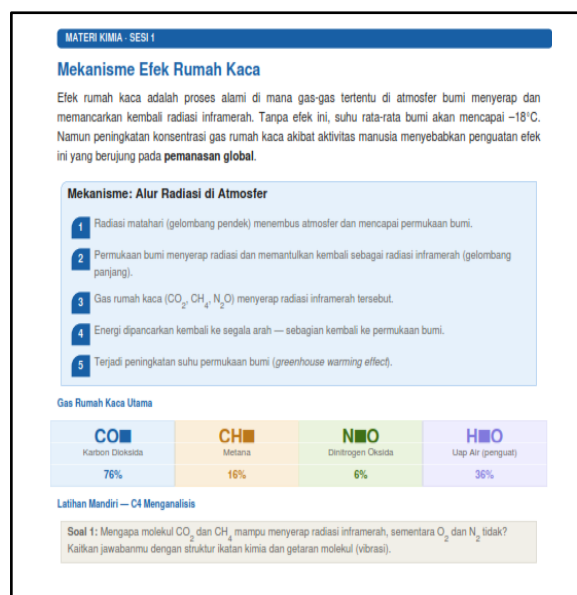 MATERI KIMIA - SESI 1
Mekanisme Efek Rumah Kaca
Efek rumah kaca adalah proses alami di mana gas-gas tertentu di atmosfer bumi menyerap dan
memancarkan kembali radiasi inframerah. Tanpa efek ini, suhu rata-rata bumi akan mencapai –18°C.
Namun peningkatan konsentrasi gas rumah kaca akibat aktivitas manusia menyebabkan penguatan efek
ini yang berujung pada pemanasan global.
Mekanisme: Alur Radiasi di Atmosfer
1 Radiasi matahari (gelombang pendek) menembus atmosfer dan mencapai permukaan bumi.
2 Permukaan bumi menyerap radiasi dan memantulkan kembali sebagai radiasi inframerah (gelombang
panjang).
3 Gas rumah kaca (CO₂, CH₄, N₂O) menyerap radiasi inframerah tersebut.
4 Energi dipancarkan kembali ke segala arah — sebagian kembali ke permukaan bumi.
5 Terjadi peningkatan suhu permukaan bumi (greenhouse warming effect).
Gas Rumah Kaca Utama
CO■ CH■ N■O H■O
Karbon Dioksida Metana Dinitrogen Oksida Uap Air (penguat)
76% 16% 6% 36%
Latihan Mandiri — C4 Menganalisis
Soal 1: Mengapa molekul CO₂ dan CH₄ mampu menyerap radiasi inframerah, sementara O₂ dan N₂ tidak?
Kaitkan jawabanmu dengan struktur ikatan kimia dan getaran molekul (vibrasi).